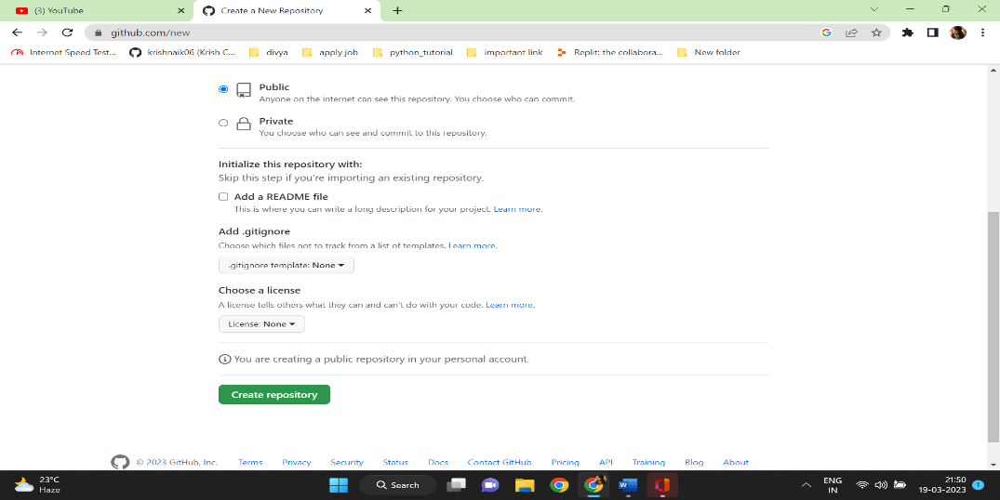 (3) YouTube
Create a New Repository
github.com/new
Internet Speed Test...
krishnaik06 (Krish C...
divya
apply job
python_tutorial
important link
Replit: the collabora...
New folder
Public
Anyone on the internet can see this repository. You choose who can commit.
Private
You choose who can see and commit to this repository.
Initialize this repository with:
Skip this step if you're importing an existing repository.
Add a README file
This is where you can write a long description for your project. Learn more.
Add .gitignore
Choose which files not to track from a list of templates. Learn more.
.gitignore template: None
Choose a license
A license tells others what they can and can't do with your code. Learn more.
License: None
You are creating a public repository in your personal account.
Create repository
© 2023 GitHub, Inc. Terms Privacy Security Status Docs Contact GitHub Pricing API Training Blog About
23°C
Haze
Search
ENG
IN
21:50
19-03-2023
1